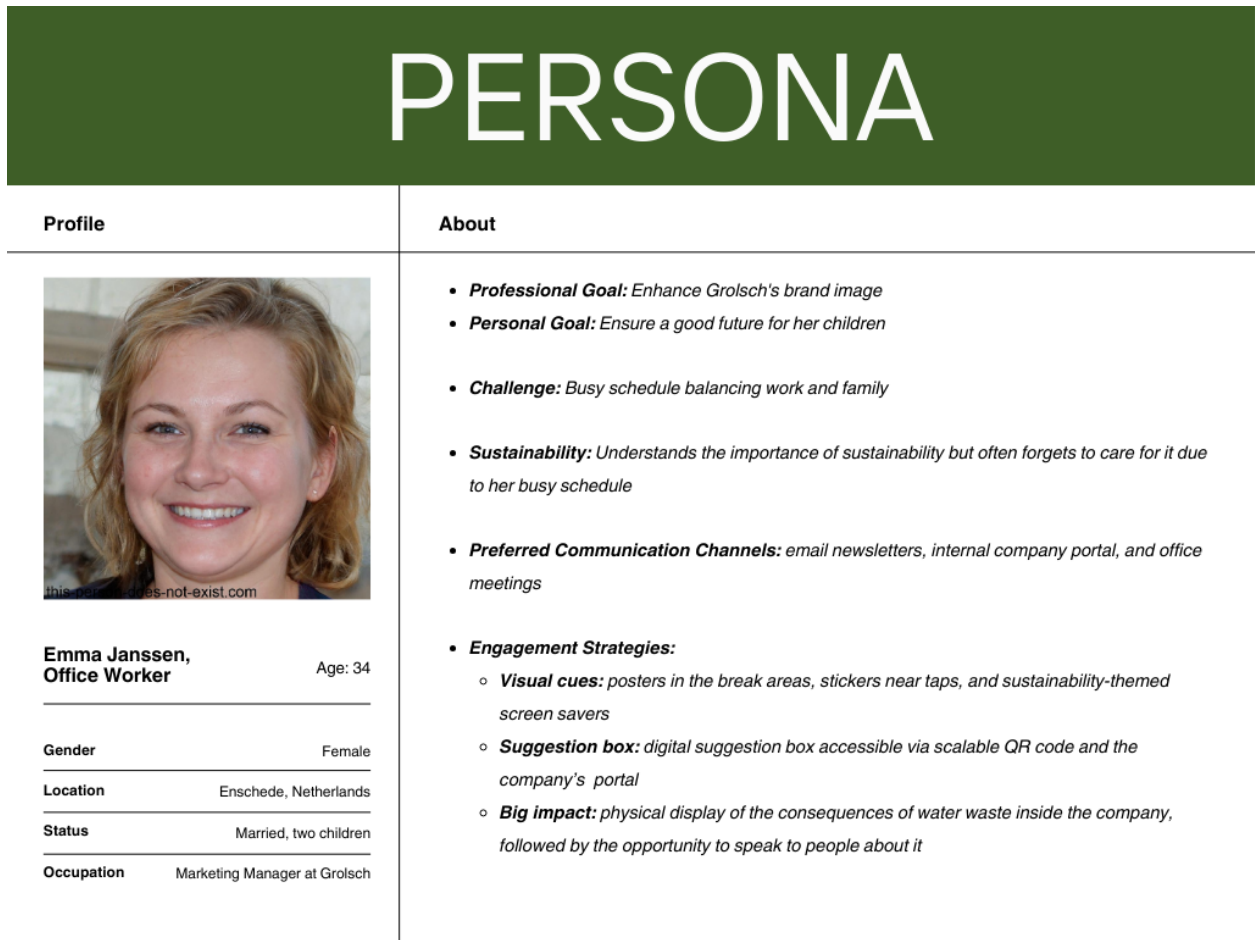 PERSONA
Profile
this-person-does-not-exist.com
Emma Janssen,
Office Worker
Age: 34
Gender
Female
Location
Enschede, Netherlands
Status
Married, two children
Occupation
Marketing Manager at Grolsch
About
• Professional Goal: Enhance Grolsch's brand image
• Personal Goal: Ensure a good future for her children
• Challenge: Busy schedule balancing work and family
• Sustainability: Understands the importance of sustainability but often forgets to care for it due
to her busy schedule
• Preferred Communication Channels: email newsletters, internal company portal, and office
meetings
• Engagement Strategies:
◦ Visual cues: posters in the break areas, stickers near taps, and sustainability-themed
screen savers
◦ Suggestion box: digital suggestion box accessible via scalable QR code and the
company’s  portal
◦ Big impact: physical display of the consequences of water waste inside the company,
followed by the opportunity to speak to people about it